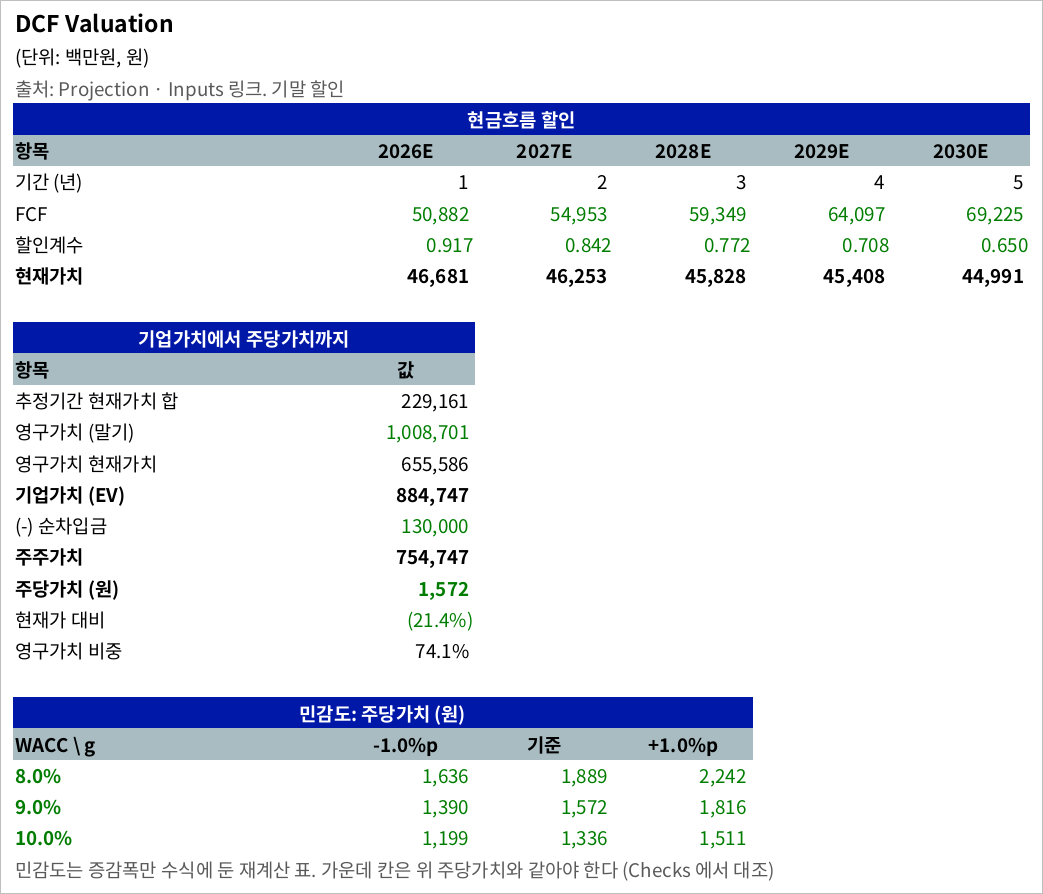 DCF Valuation
(단위: 백만원, 원)
출처: Projection · Inputs 링크. 기말 할인
현금흐름 할인
항목 2026E 2027E 2028E 2029E 2030E
기간 (년) 1 2 3 4 5
FCF 50,882 54,953 59,349 64,097 69,225
할인계수 0.917 0.842 0.772 0.708 0.650
현재가치 46,681 46,253 45,828 45,408 44,991
기업가치에서 주당가치까지
항목 값
추정기간 현재가치 합 229,161
영구가치 (말기) 1,008,701
영구가치 현재가치 655,586
기업가치 (EV) 884,747
(-) 순차입금 130,000
주주가치 754,747
주당가치 (원) 1,572
현재가 대비 (21.4%)
영구가치 비중 74.1%
민감도: 주당가치 (원)
WACC \ g -1.0%p 기준 +1.0%p
8.0% 1,636 1,889 2,242
9.0% 1,390 1,572 1,816
10.0% 1,199 1,336 1,511
민감도는 증감폭만 수식에 둔 재계산 표. 가운데 칸은 위 주당가치와 같아야 한다 (Checks 에서 대조)